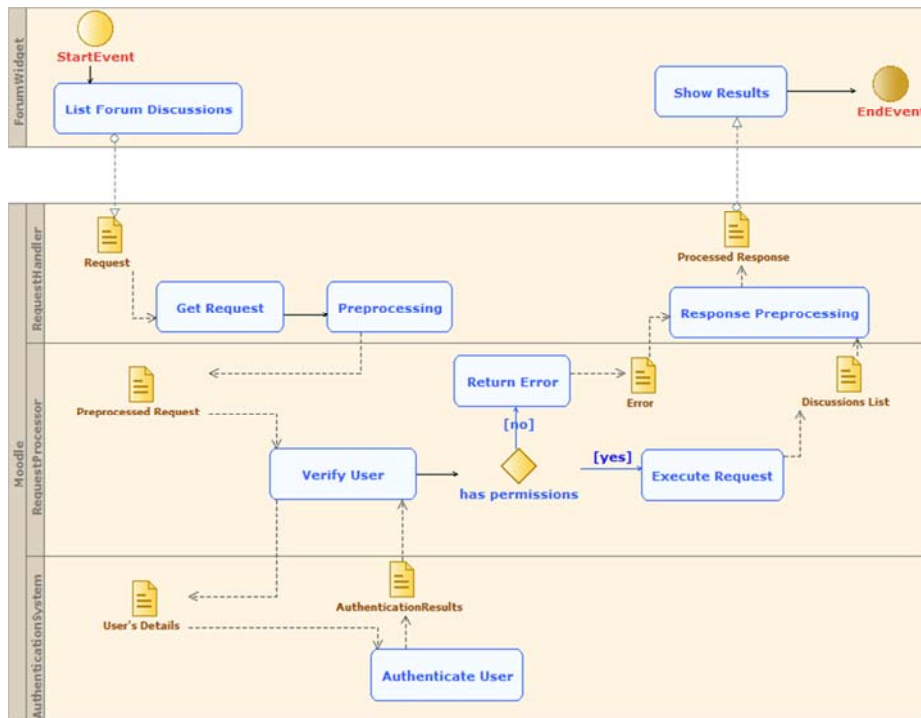 ForumWidget
StartEvent
List Forum Discussions
Show Results
EndEvent
Moodle
RequestHandler
Request
Get Request
Preprocessing
Processed Response
Response Preprocessing
RequestProcessor
Preprocessed Request
Return Error
Error
Discussions List
[no]
[yes]
Verify User
has permissions
Execute Request
AuthenticationSystem
User's Details
AuthenticationResults
Authenticate User